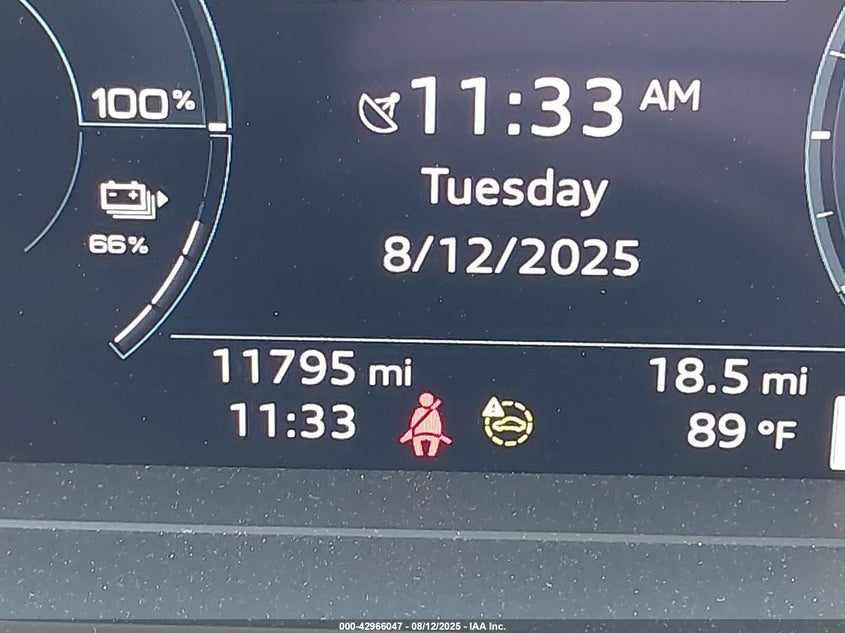 100%
11:33 AM
Tuesday
66%
8/12/2025
11795 mi
18.5 mi
11:33
89 °F
000-42966047 - 08/12/2025 - IAA Inc.